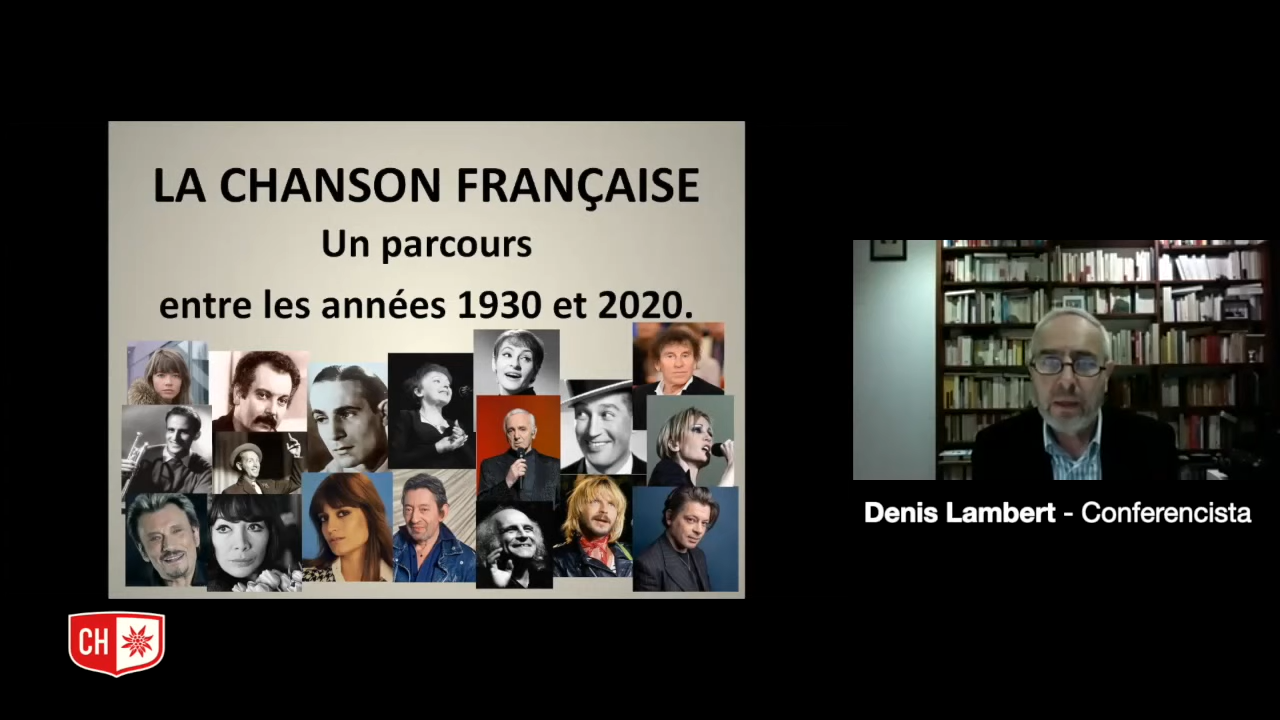 LA CHANSON FRANÇAISE
Un parcours
entre les années 1930 et 2020.
Denis Lambert - Conferencista
CH